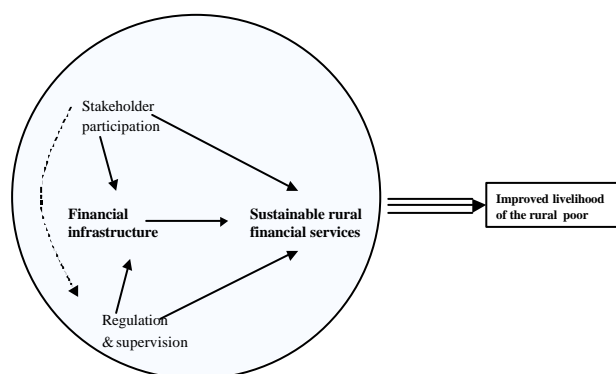 Stakeholder
participation
Financial
infrastructure
Sustainable rural
financial services
Regulation
& supervision
Improved livelihood
of the rural poor